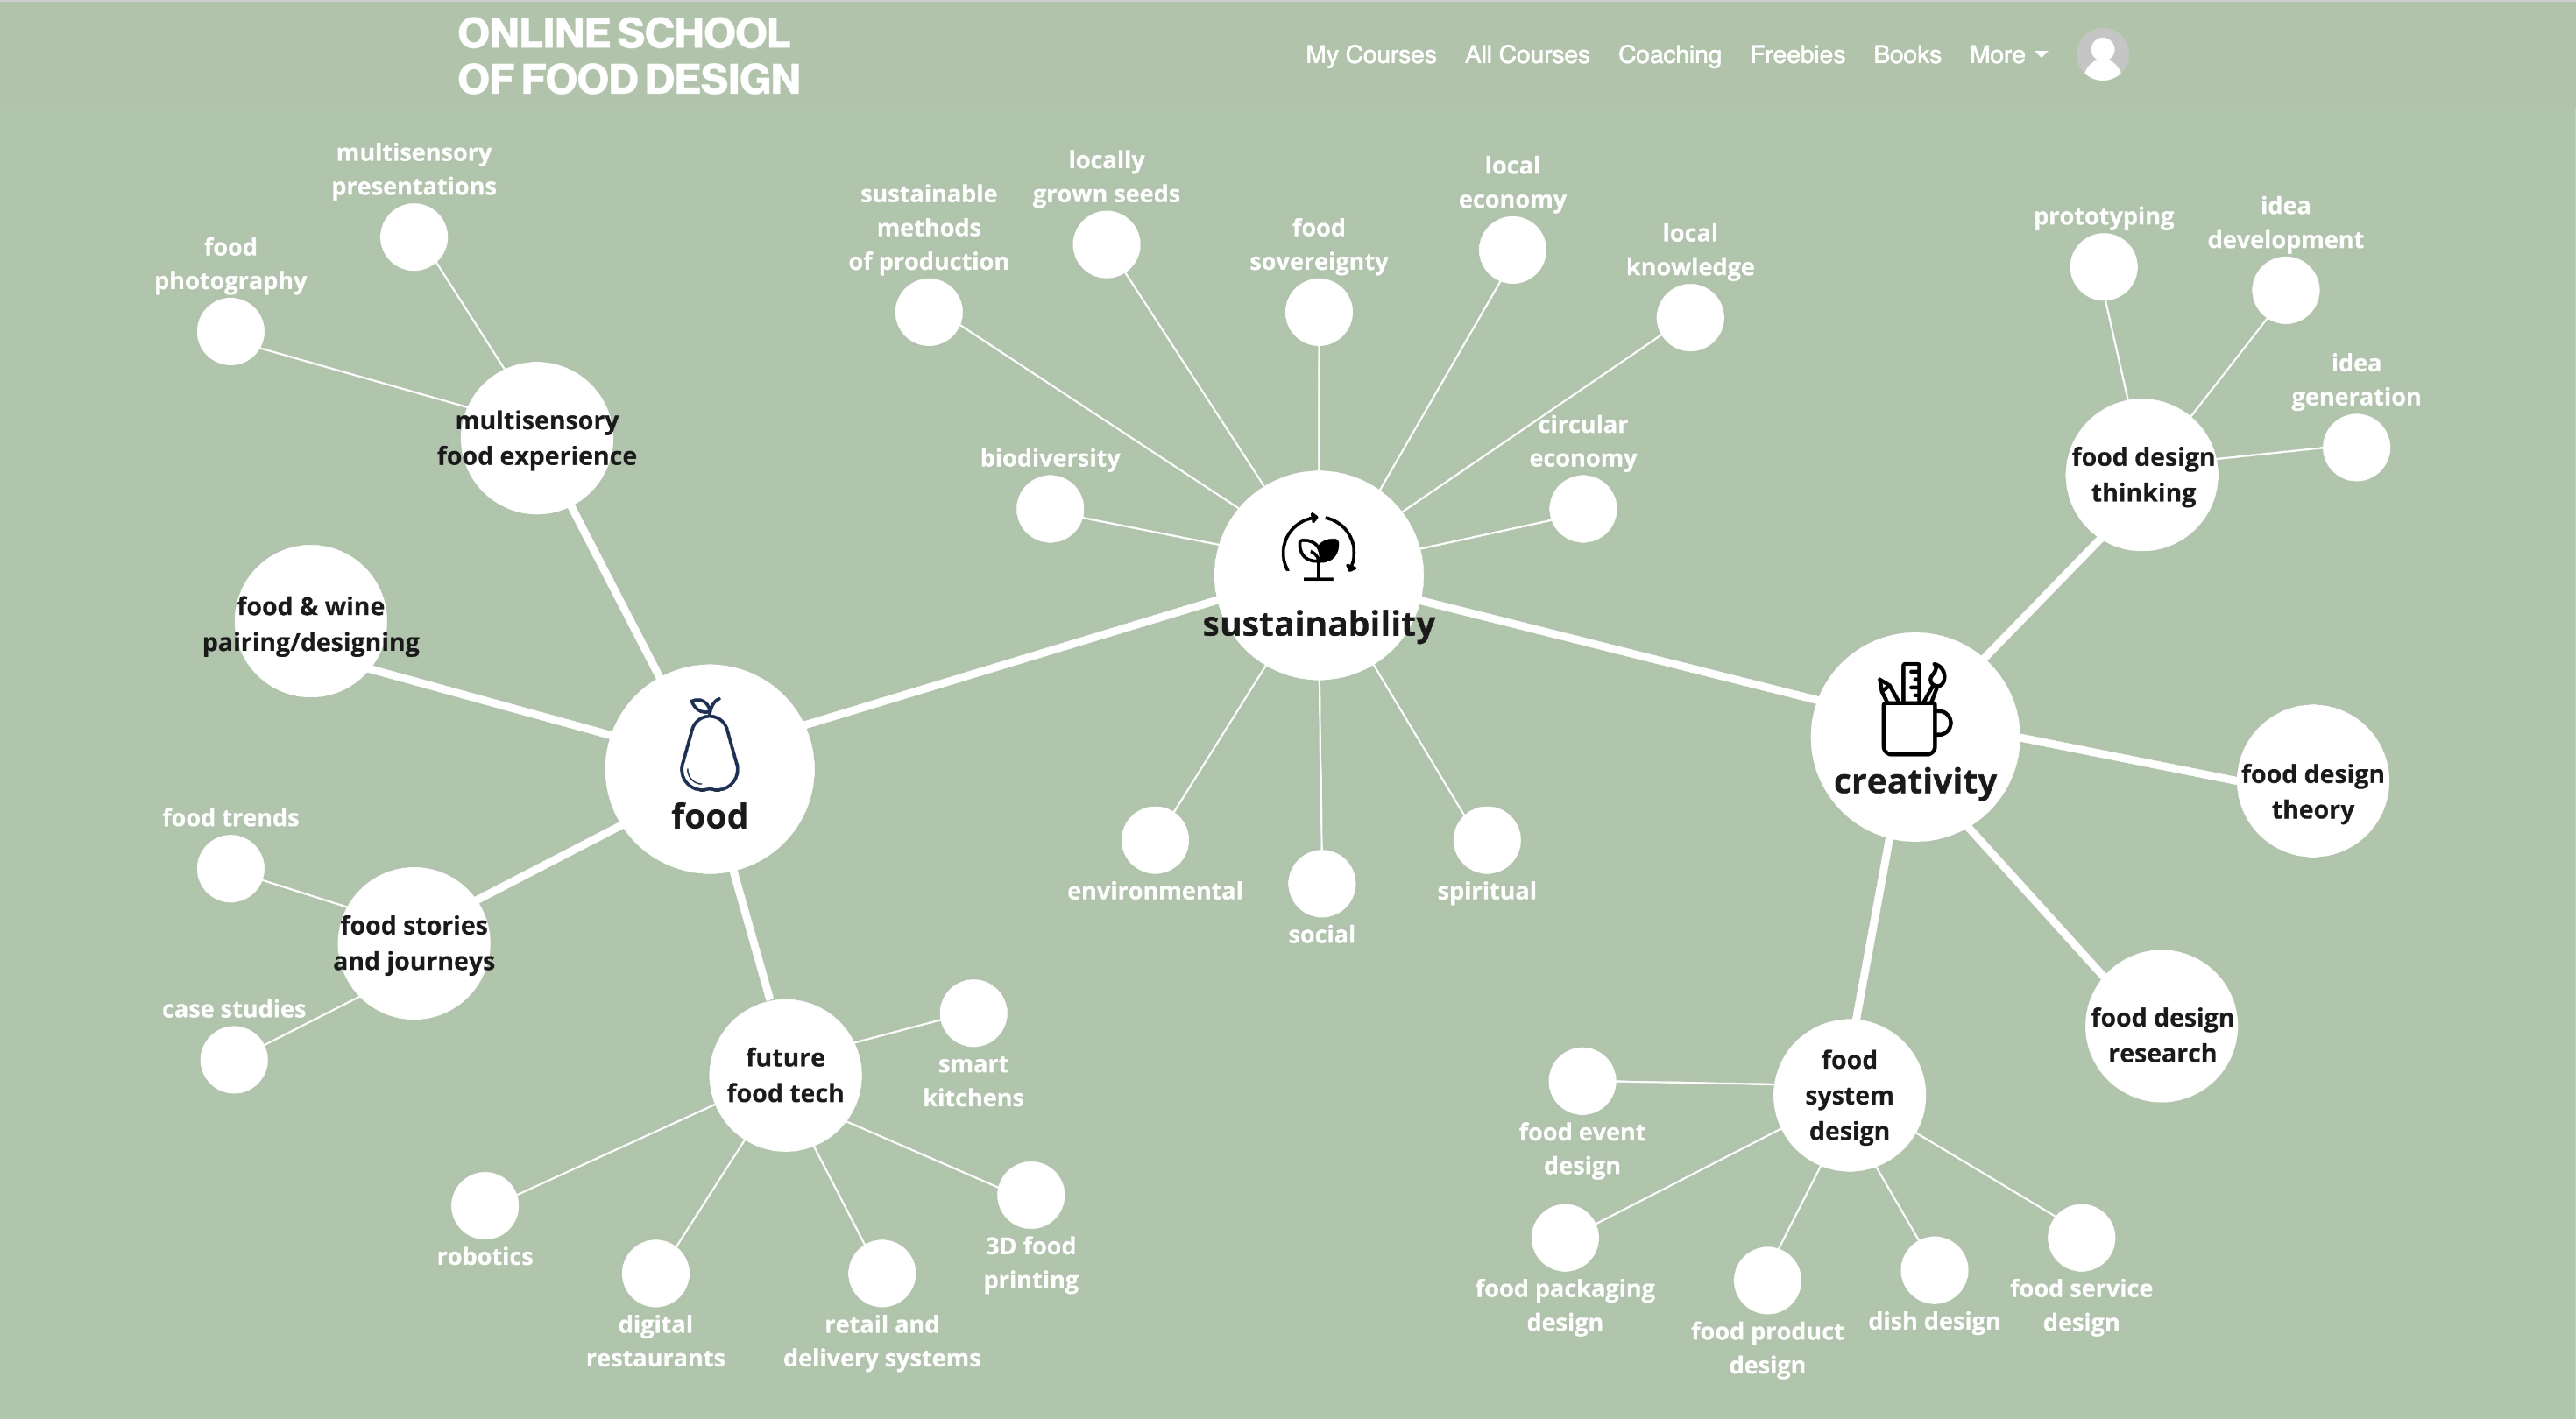 ONLINE SCHOOL
OF FOOD DESIGN
My Courses
All Courses
Coaching
Freebies
Books
More
multisensory
presentations
food
photography
multisensory
food experience
food & wine
pairing/designing
food
food trends
food stories
and journeys
case studies
future
food tech
smart
kitchens
robotics
digital
restaurants
retail and
delivery systems
3D food
printing
sustainable
methods
of production
locally
grown seeds
food
sovereignty
local
economy
local
knowledge
biodiversity
circular
economy
sustainability
environmental
social
spiritual
prototyping
idea
development
idea
generation
food design
thinking
creativity
food design
theory
food design
research
food
system
design
food event
design
food packaging
design
food product
design
dish design
food service
design